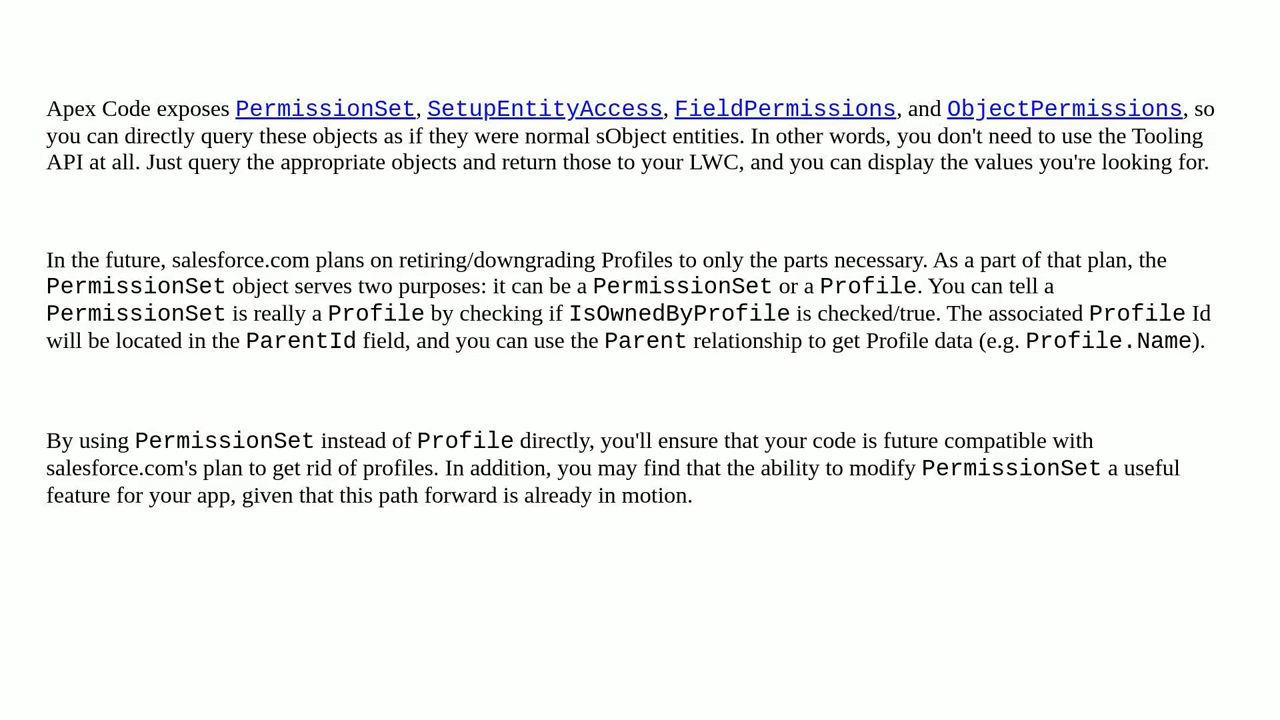 Apex Code exposes PermissionSet, SetupEntityAccess, FieldPermissions, and ObjectPermissions, so
you can directly query these objects as if they were normal sObject entities. In other words, you don't need to use the Tooling
API at all. Just query the appropriate objects and return those to your LWC, and you can display the values you're looking for.
In the future, salesforce.com plans on retiring/downgrading Profiles to only the parts necessary. As a part of that plan, the
PermissionSet object serves two purposes: it can be a PermissionSet or a Profile. You can tell a
PermissionSet is really a Profile by checking if IsOwnedByProfile is checked/true. The associated Profile Id
will be located in the ParentId field, and you can use the Parent relationship to get Profile data (e.g. Profile.Name).
By using PermissionSet instead of Profile directly, you'll ensure that your code is future compatible with
salesforce.com's plan to get rid of profiles. In addition, you may find that the ability to modify PermissionSet a useful
feature for your app, given that this path forward is already in motion.